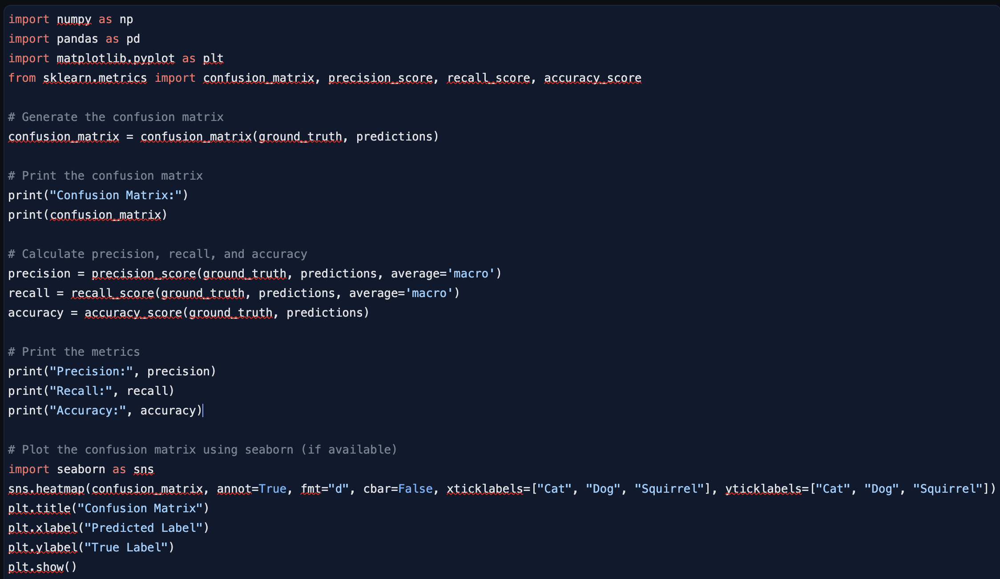 import numpy as np
import pandas as pd
import matplotlib.pyplot as plt
from sklearn.metrics import confusion_matrix, precision_score, recall_score, accuracy_score

# Generate the confusion matrix
confusion_matrix = confusion_matrix(ground_truth, predictions)

# Print the confusion matrix
print("Confusion Matrix:")
print(confusion_matrix)

# Calculate precision, recall, and accuracy
precision = precision_score(ground_truth, predictions, average='macro')
recall = recall_score(ground_truth, predictions, average='macro')
accuracy = accuracy_score(ground_truth, predictions)

# Print the metrics
print("Precision:", precision)
print("Recall:", recall)
print("Accuracy:", accuracy)

# Plot the confusion matrix using seaborn (if available)
import seaborn as sns
sns.heatmap(confusion_matrix, annot=True, fmt="d", cbar=False, xticklabels=["Cat", "Dog", "Squirrel"], yticklabels=["Cat", "Dog", "Squirrel"])
plt.title("Confusion Matrix")
plt.xlabel("Predicted Label")
plt.ylabel("True Label")
plt.show()